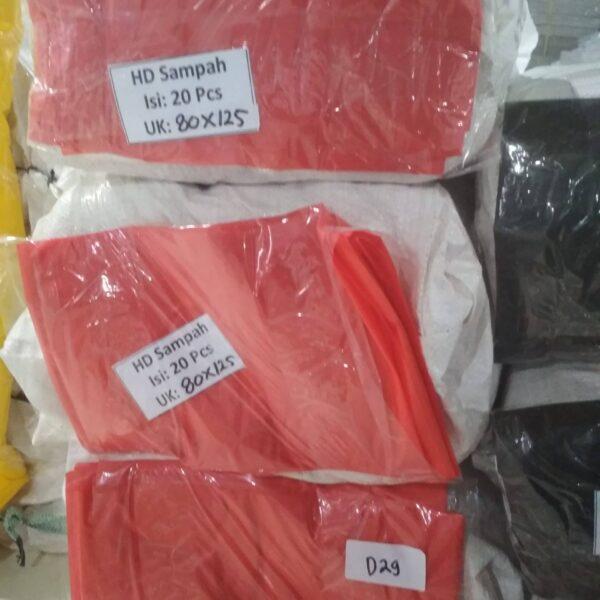 HD Sampah
Isi: 20 Pcs
UK: 80X125
HD Sampah
Isi: 20 Pcs
UK: 80X125
D29